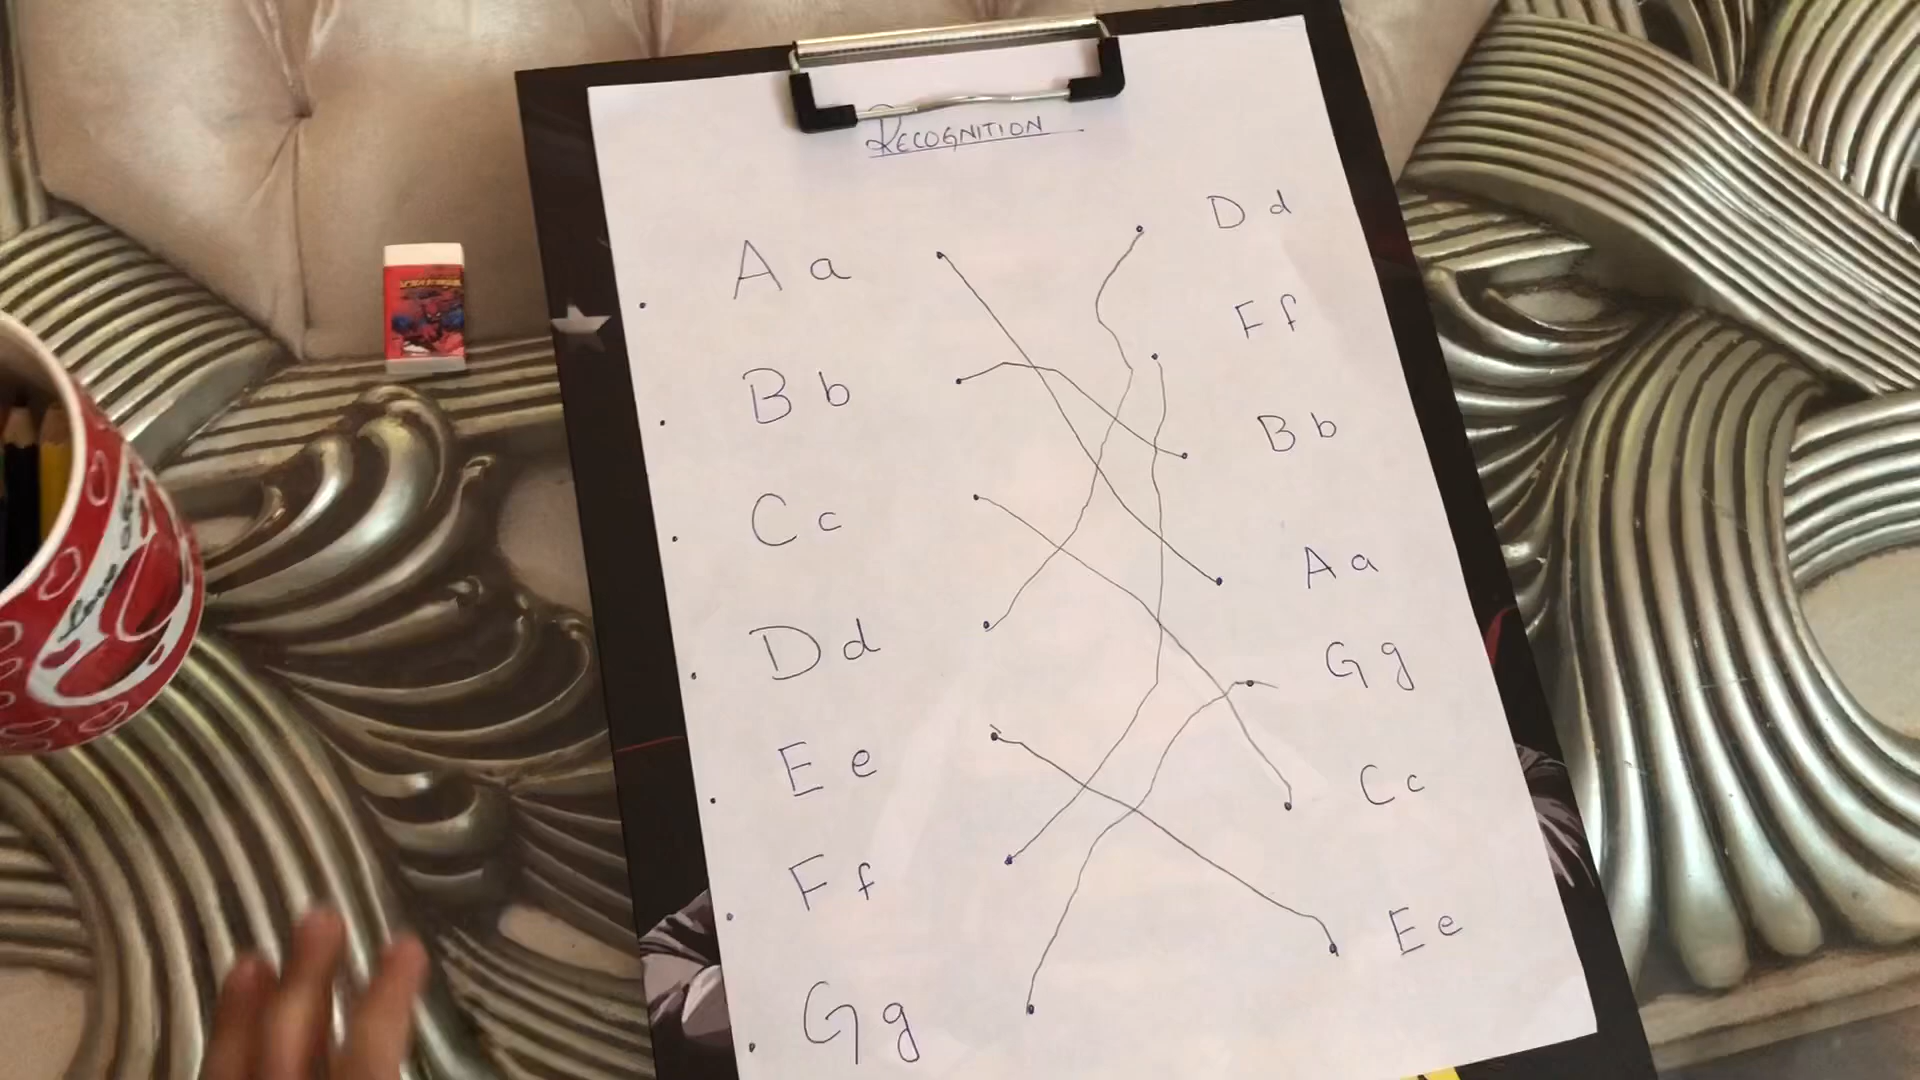 RECOGNITION
Aa
Bb
Cc
Dd
Ee
Ff
Gg
Dd
Ff
Bb
Aa
Gg
Cc
Ee